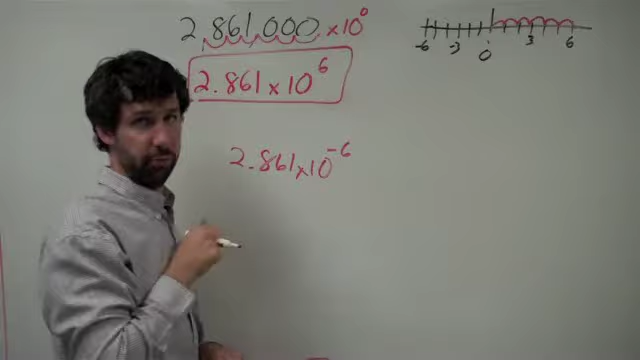 2,861,000 × 10⁰
2.861 × 10⁶
2.861 × 10⁻⁶
-6 -3 0 3 6